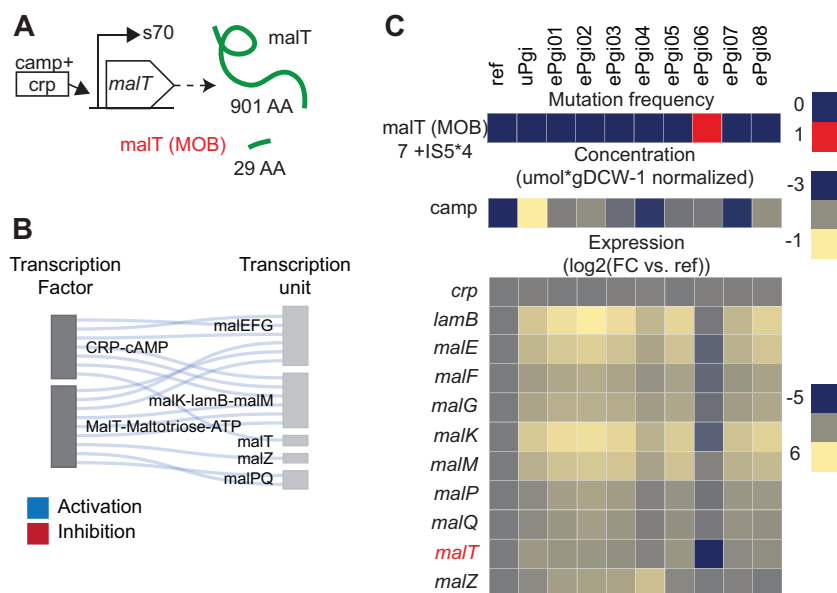 A
s70
camp+
crp
malT
malT
901 AA
malT (MOB)
29 AA
B
Transcription
Factor
Transcription
unit
malEFG
CRP-cAMP
malK-lamB-malM
MalT-Maltotriose-ATP
malT
malZ
malPQ
Activation
Inhibition
C
ref
uPgi
ePgi01
ePgi02
ePgi03
ePgi04
ePgi05
ePgi06
ePgi07
ePgi08
Mutation frequency
malT (MOB)
7 +IS5*4
0
1
Concentration
(umol*gDCW-1 normalized)
camp
-3
-1
Expression
(log2(FC vs. ref))
crp
lamB
malE
malF
malG
malK
malM
malP
malQ
malT
malZ
-5
6